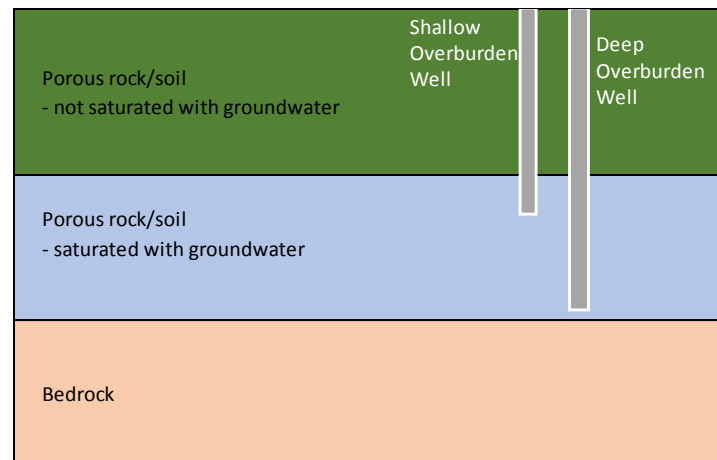 Shallow
Overburden
Well
Deep
Overburden
Well
Porous rock/soil
- not saturated with groundwater
Porous rock/soil
- saturated with groundwater
Bedrock